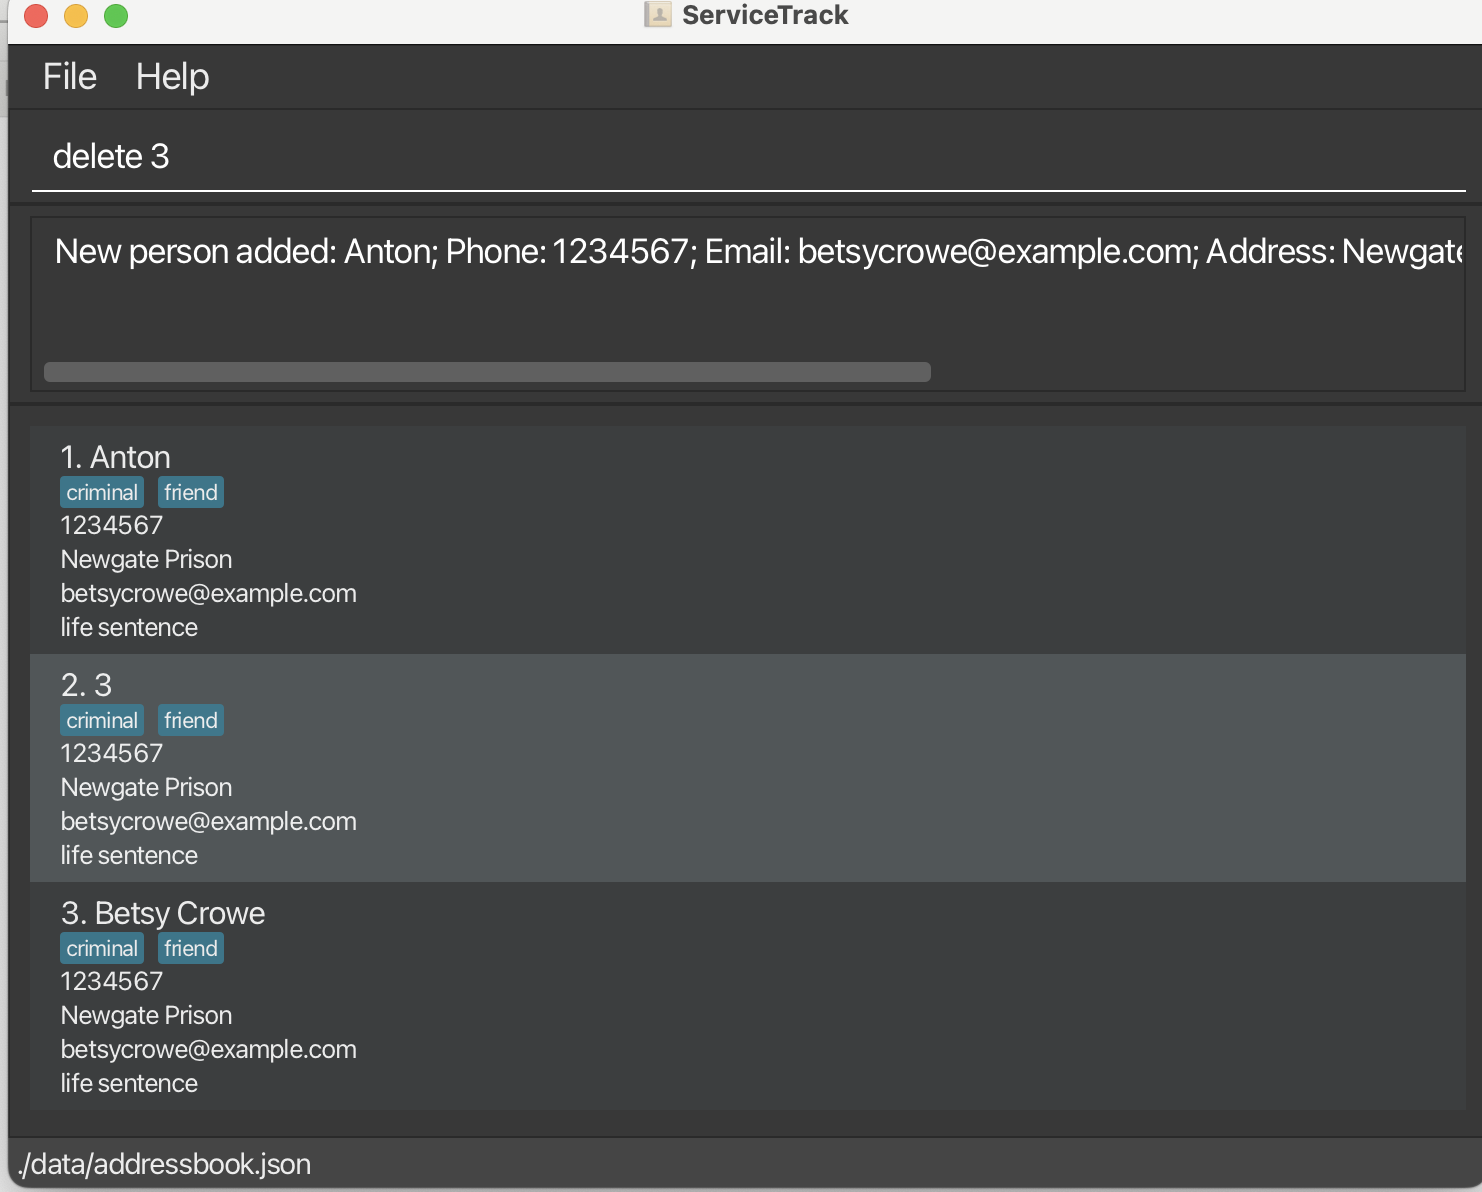 ServiceTrack
File Help
delete 3
New person added: Anton; Phone: 1234567; Email: betsycrowe@example.com; Address: Newgate
1. Anton
criminal friend
1234567
Newgate Prison
betsycrowe@example.com
life sentence
2. 3
criminal friend
1234567
Newgate Prison
betsycrowe@example.com
life sentence
3. Betsy Crowe
criminal friend
1234567
Newgate Prison
betsycrowe@example.com
life sentence
./data/addressbook.json